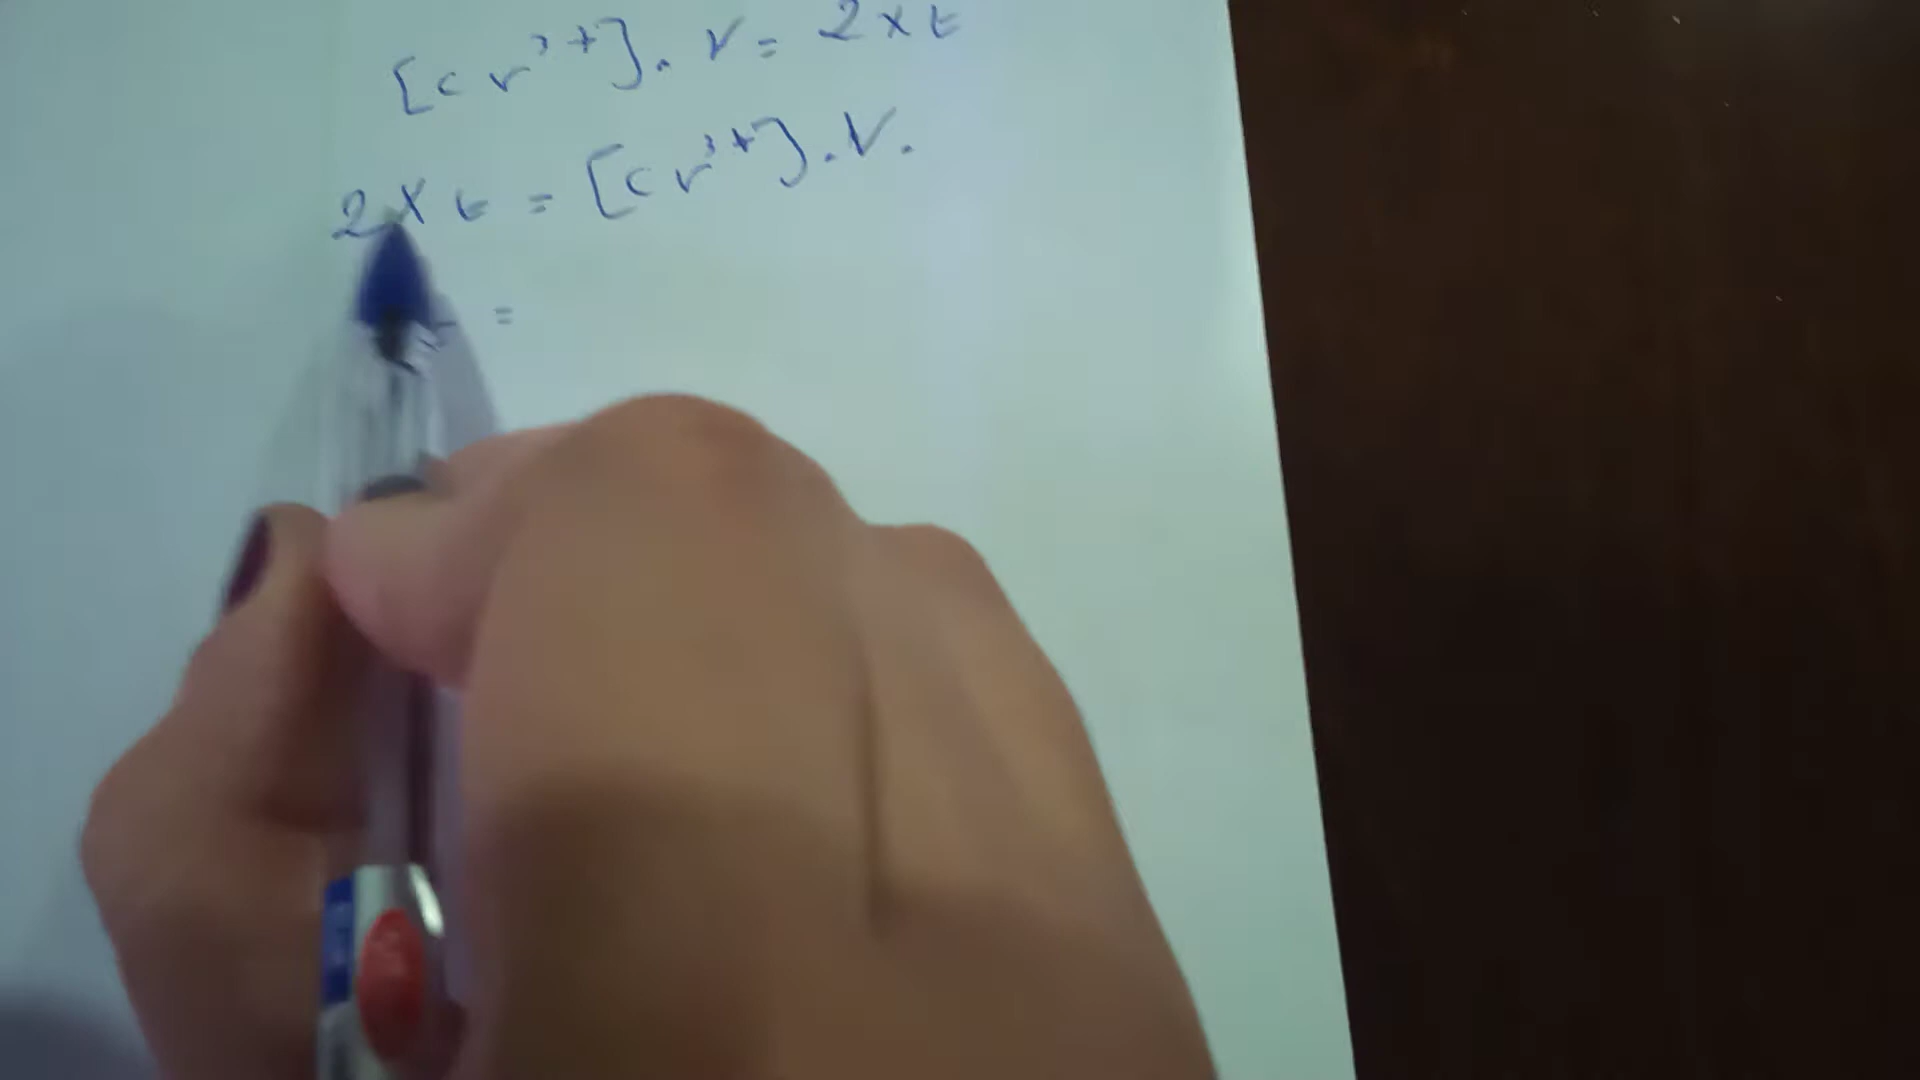 [Cr³⁺].V = 2xt
2xt = [Cr³⁺].V.
=